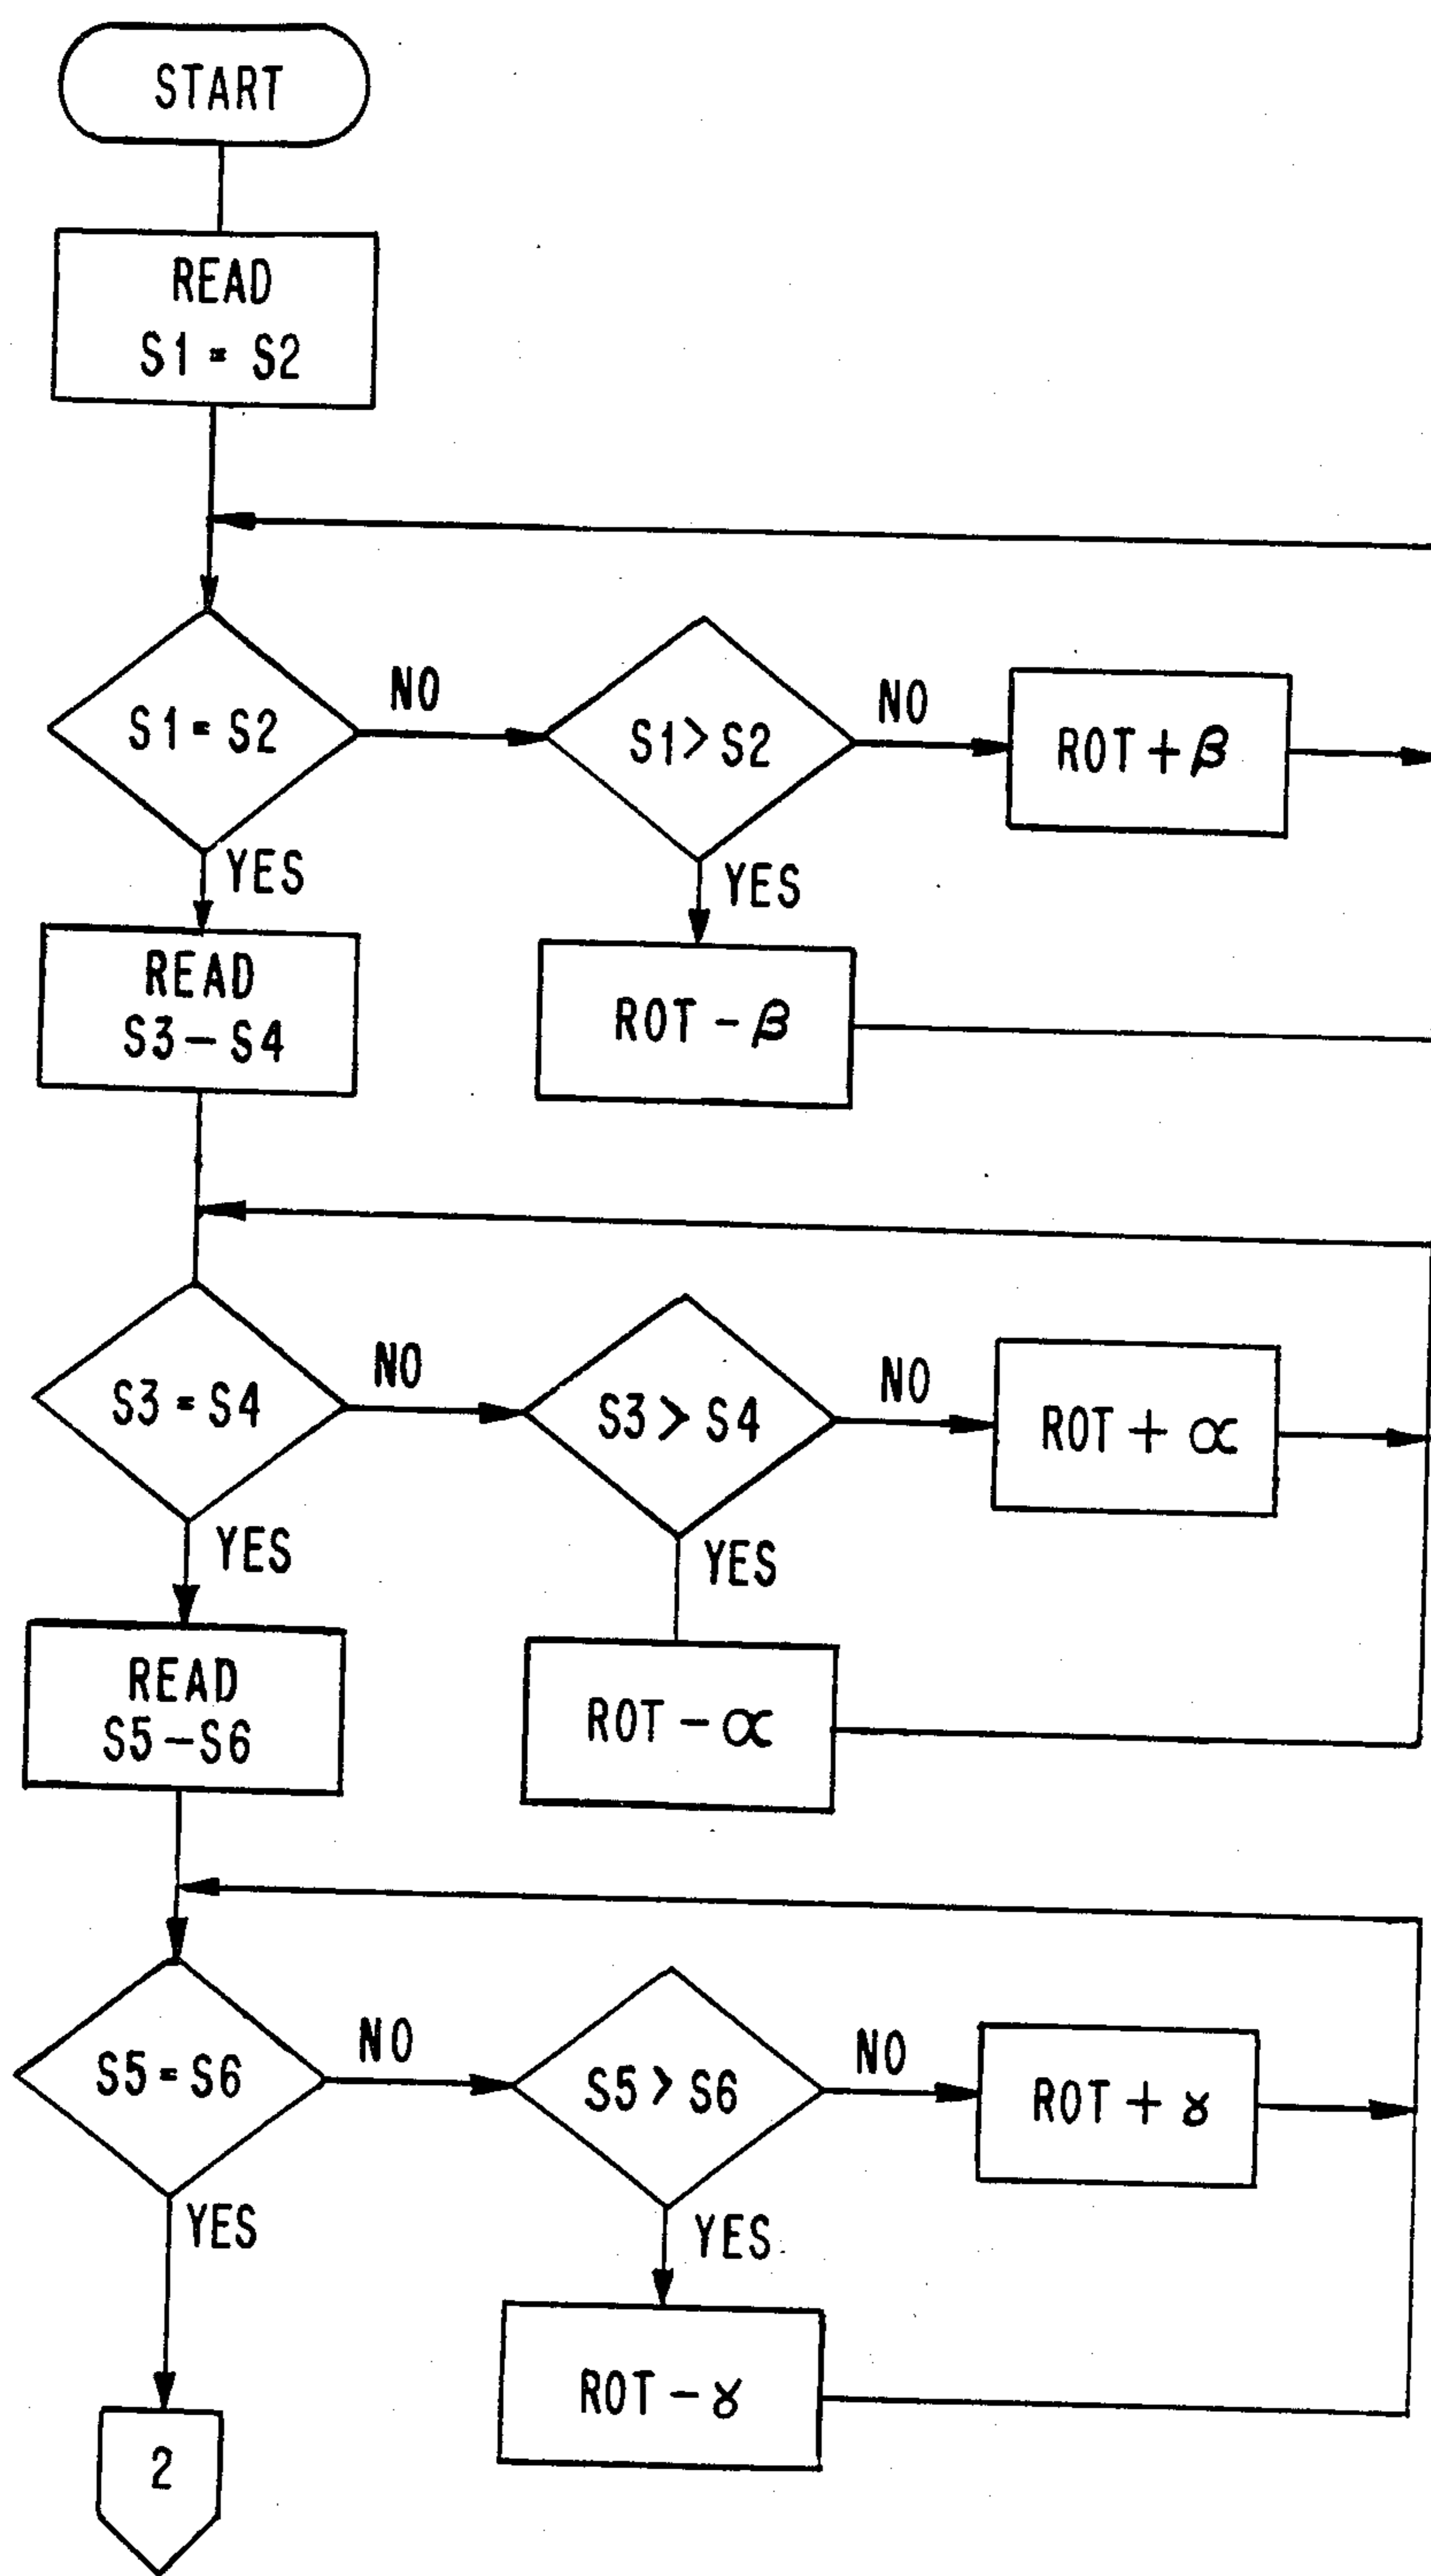 START
READ
S1 = S2
S1 = S2
NO
S1 > S2
NO
ROT + β
YES
YES
READ
S3 – S4
ROT – β
S3 = S4
NO
S3 > S4
NO
ROT + α
YES
YES
READ
S5 – S6
ROT – α
S5 = S6
NO
S5 > S6
NO
ROT + γ
YES
YES
ROT – γ
2